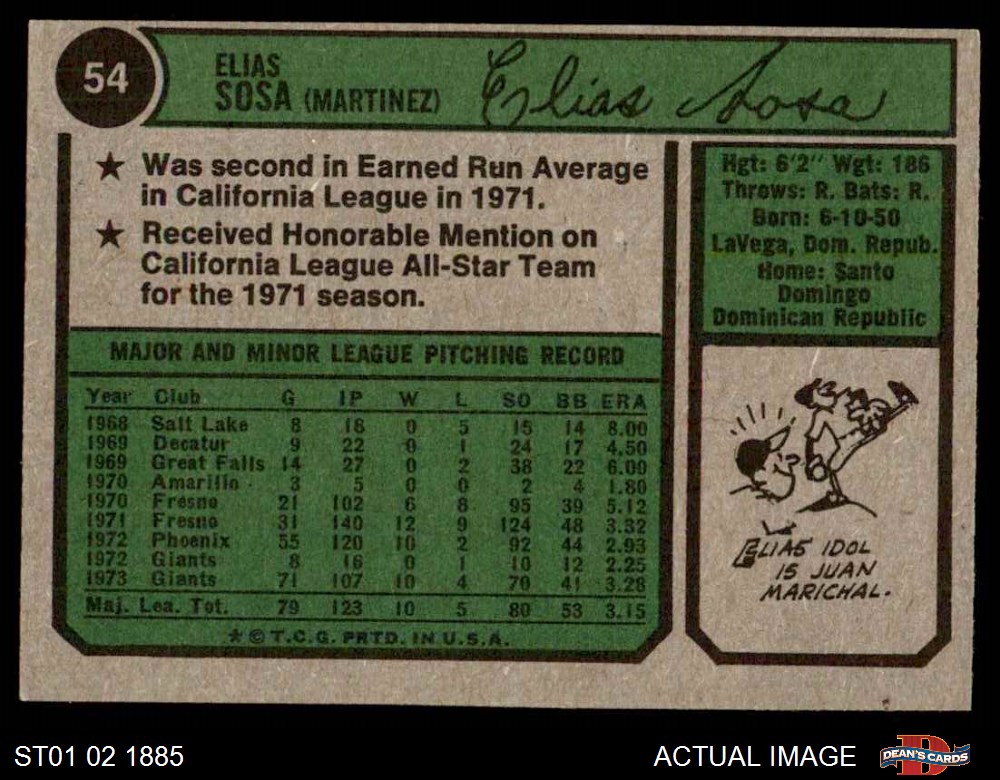 54
ELIAS
SOSA (MARTINEZ)
Elias Sosa
★ Was second in Earned Run Average
in California League in 1971.
★ Received Honorable Mention on
California League All-Star Team
for the 1971 season.
Hgt: 6'2" Wgt: 186
Throws: R. Bats: R.
Born: 6-10-50
LaVega, Dom. Repub.
Home: Santo
Domingo
Dominican Republic
MAJOR AND MINOR LEAGUE PITCHING RECORD
Year Club G IP W L SO BB ERA
1968 Salt Lake 8 18 0 5 15 14 8.00
1969 Decatur 9 22 0 1 24 17 4.50
1969 Great Falls 14 27 0 2 38 22 6.00
1970 Amarillo 3 5 0 0 2 4 1.80
1970 Fresno 21 102 6 8 95 39 5.12
1971 Fresno 31 140 12 9 124 48 3.32
1972 Phoenix 55 120 10 2 92 44 2.93
1972 Giants 8 16 0 1 10 12 2.25
1973 Giants 71 107 10 4 70 41 3.28
Maj. Lea. Tot. 79 123 10 5 80 53 3.15
★ © T.C.G. PRTD. IN U.S.A.
ELIAS IDOL
IS JUAN
MARICHAL.
ST01 02 1885
ACTUAL IMAGE
DEAN'S CARDS